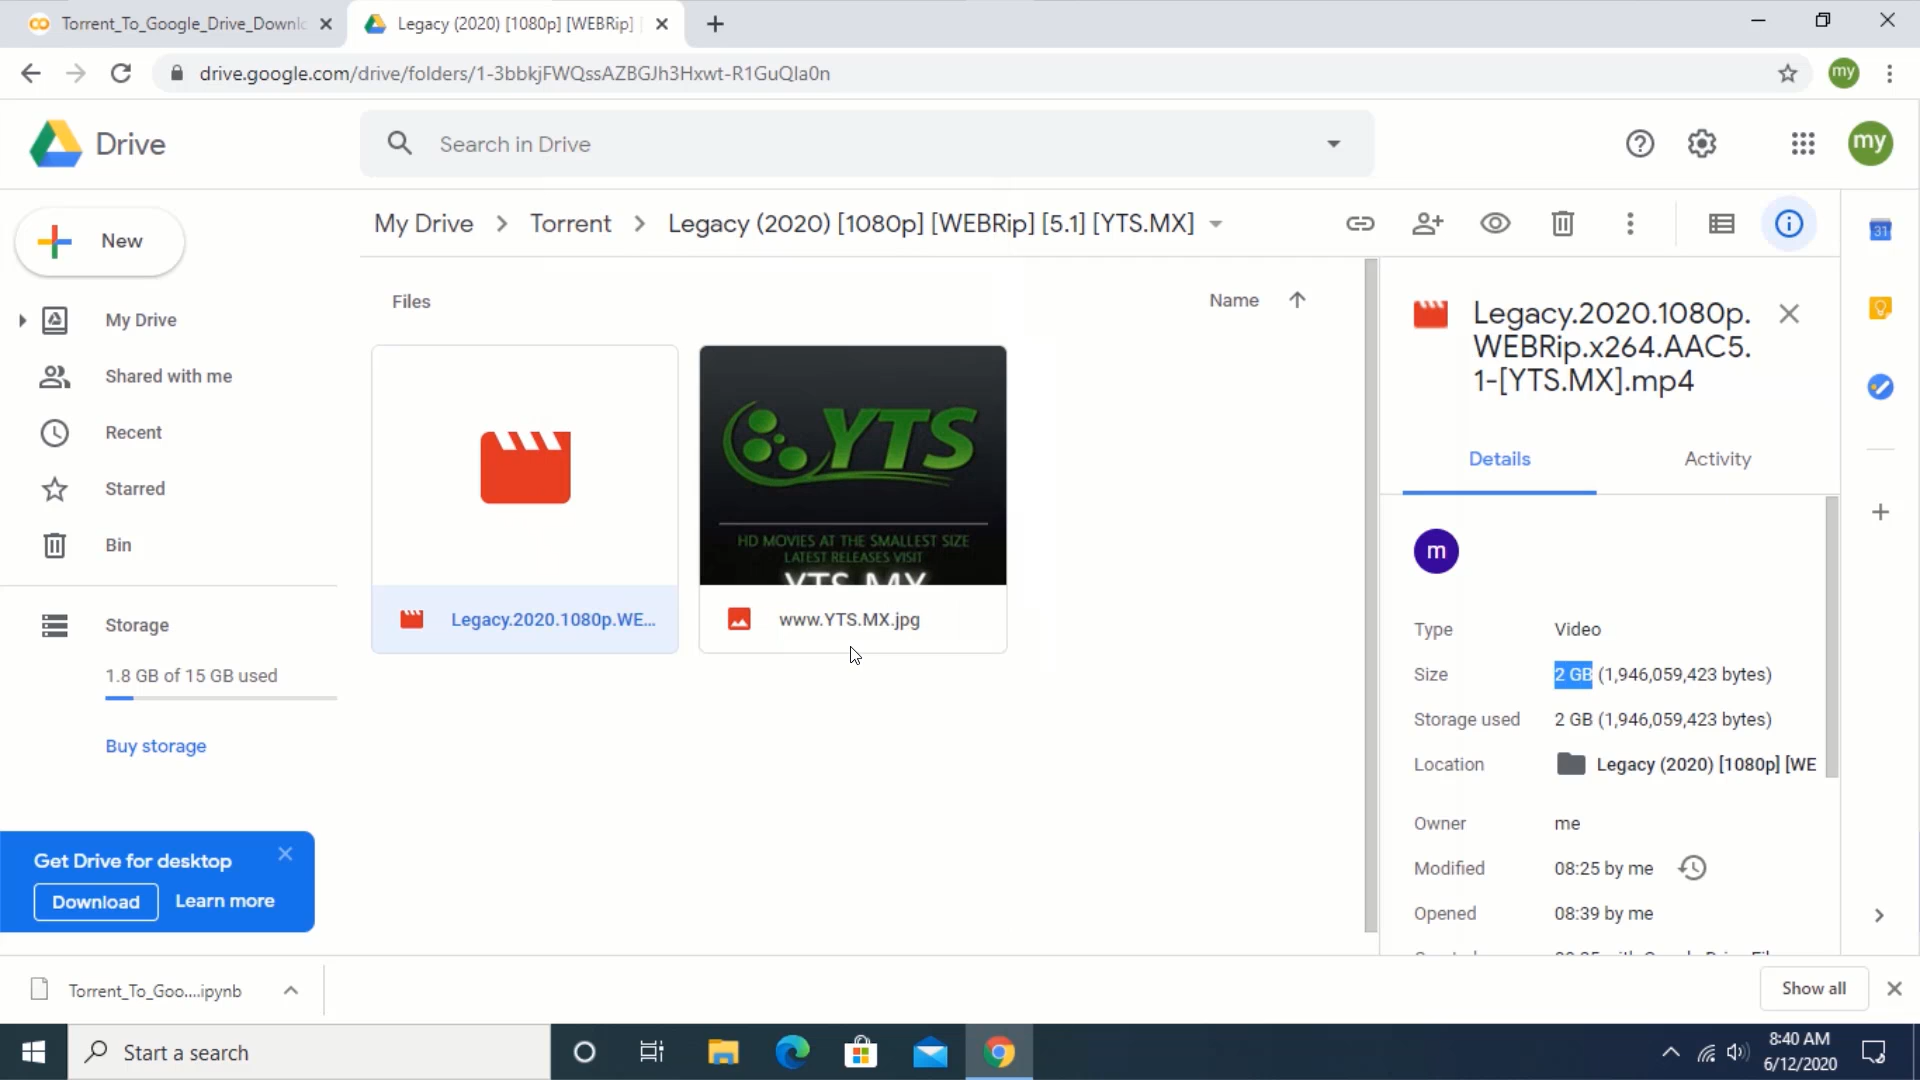 Torrent_To_Google_Drive_Downlo
Legacy (2020) [1080p] [WEBRip]
drive.google.com/drive/folders/1-3bbkjFWQssAZBGJh3Hxwt-R1GuQla0n
my
Drive
Search in Drive
my
New
My Drive
Shared with me
Recent
Starred
Bin
Storage
1.8 GB of 15 GB used
Buy storage
Get Drive for desktop
Download
Learn more
My Drive
Torrent
Legacy (2020) [1080p] [WEBRip] [5.1] [YTS.MX]
Files
Name
YTS
HD MOVIES AT THE SMALLEST SIZE
LATEST RELEASES VISIT
YTS.MX
Legacy.2020.1080p.WE...
www.YTS.MX.jpg
Legacy.2020.1080p.
WEBRip.x264.AAC5.
1-[YTS.MX].mp4
Details
Activity
m
Type
Video
Size
2 GB (1,946,059,423 bytes)
Storage used
2 GB (1,946,059,423 bytes)
Location
Legacy (2020) [1080p] [WE
Owner
me
Modified
08:25 by me
Opened
08:39 by me
31
Torrent_To_Goo....ipynb
Show all
Start a search
8:40 AM
6/12/2020